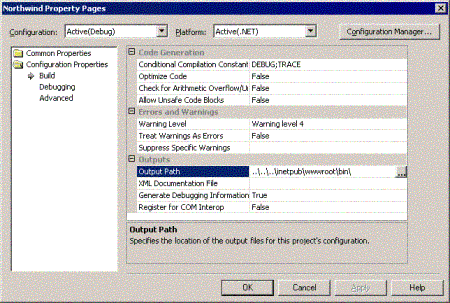 Northwind Property Pages
Configuration: Active(Debug) Platform: Active(.NET) Configuration Manager...
Common Properties
Configuration Properties
Build
Debugging
Advanced
Code Generation
Conditional Compilation Constant DEBUG;TRACE
Optimize Code False
Check for Arithmetic Overflow/U False
Allow Unsafe Code Blocks False
Errors and Warnings
Warning Level Warning level 4
Treat Warnings As Errors False
Suppress Specific Warnings
Outputs
Output Path ..\..\..\inetpub\wwwroot\bin\ ...
XML Documentation File
Generate Debugging Information True
Register for COM Interop False
Output Path
Specifies the location of the output files for this project's configuration.
OK Cancel Apply Help